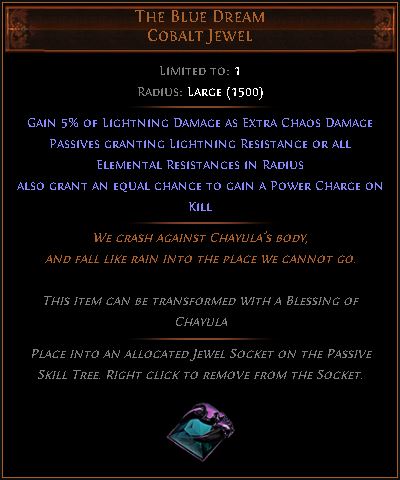 The Blue Dream
Cobalt Jewel
Limited to: 1
Radius: Large (1500)
Gain 5% of Lightning Damage as Extra Chaos Damage
Passives granting Lightning Resistance or all
Elemental Resistances in Radius
also grant an equal chance to gain a Power Charge on
Kill
We crash against Chayula's body,
and fall like rain into the place we cannot go.
This item can be transformed with a Blessing of
Chayula
Place into an allocated Jewel Socket on the Passive
Skill Tree. Right click to remove from the Socket.